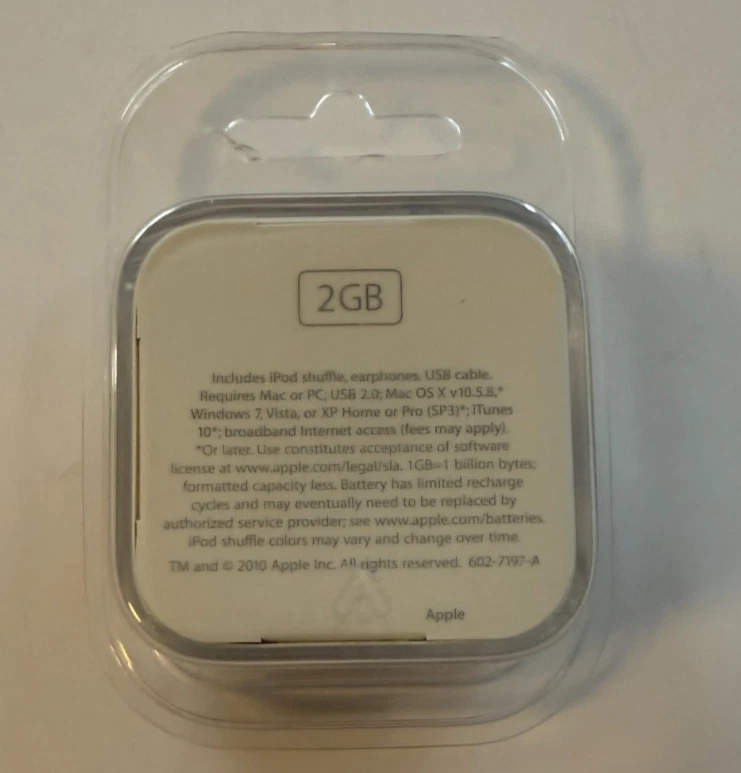 2GB
Includes iPod shuffle, earphones, USB cable.
Requires Mac or PC; USB 2.0; Mac OS X v10.5.8,*
Windows 7, Vista, or XP Home or Pro (SP3)*; iTunes
10*; broadband Internet access (fees may apply).
*Or later. Use constitutes acceptance of software
license at www.apple.com/legal/sla. 1GB=1 billion bytes;
formatted capacity less. Battery has limited recharge
cycles and may eventually need to be replaced by
authorized service provider; see www.apple.com/batteries.
iPod shuffle colors may vary and change over time.
TM and © 2010 Apple Inc. All rights reserved. 602-7197-A
Apple